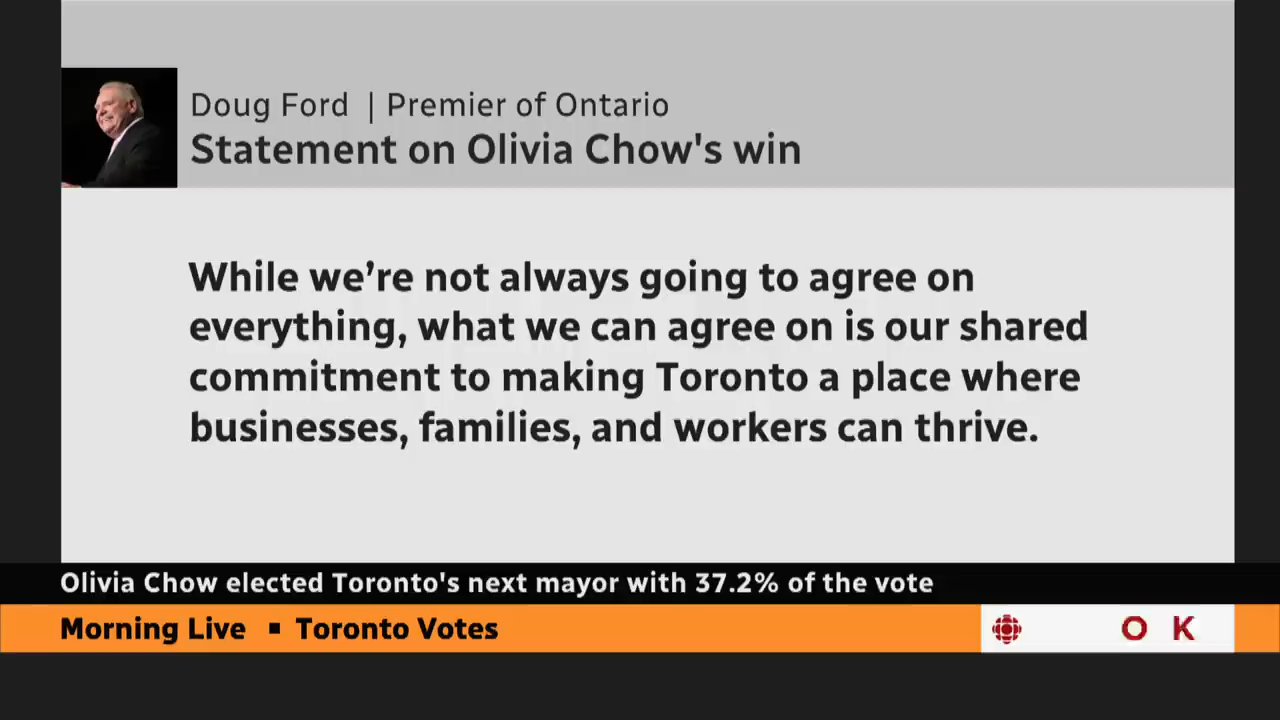 Doug Ford | Premier of Ontario
Statement on Olivia Chow's win
While we’re not always going to agree on
everything, what we can agree on is our shared
commitment to making Toronto a place where
businesses, families, and workers can thrive.
Olivia Chow elected Toronto's next mayor with 37.2% of the vote
Morning Live ▪ Toronto Votes
O K